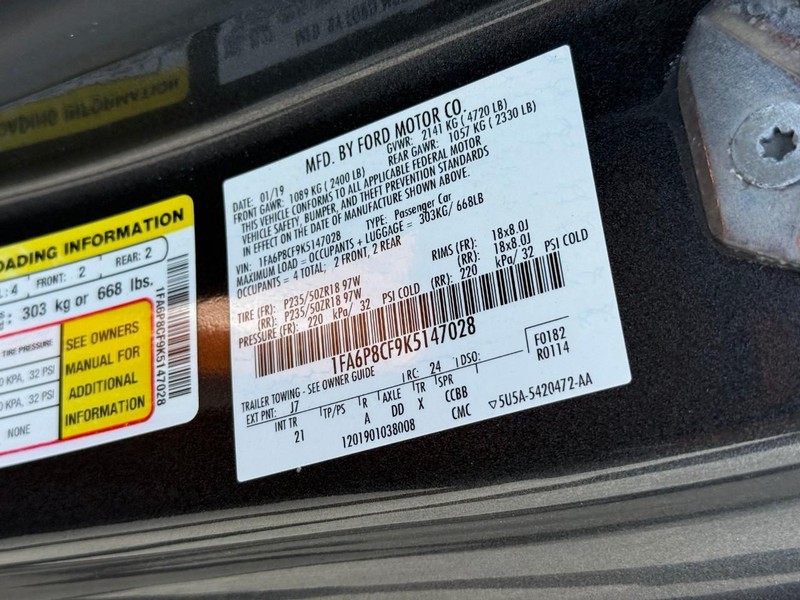 OADING INFORMATION
: 4 FRONT: 2 REAR: 2
303 kg or 668 lbs.
TIRE PRESSURE
0 KPA, 32 PSI
0 KPA, 32 PSI
NONE
SEE OWNERS
MANUAL FOR
ADDITIONAL
INFORMATION
1FA6P8CF9K5147028
MFD. BY FORD MOTOR CO.
DATE: 01/19 GVWR: 2141 KG ( 4720 LB)
FRONT GAWR: 1089 KG ( 2400 LB) REAR GAWR: 1057 KG ( 2330 LB)
THIS VEHICLE CONFORMS TO ALL APPLICABLE FEDERAL MOTOR
VEHICLE SAFETY, BUMPER, AND THEFT PREVENTION STANDARDS
IN EFFECT ON THE DATE OF MANUFACTURE SHOWN ABOVE.
VIN: 1FA6P8CF9K5147028 TYPE: Passenger Car
MAXIMUM LOAD = OCCUPANTS + LUGGAGE = 303KG/ 668LB
OCCUPANTS = 4 TOTAL; 2 FRONT, 2 REAR
TIRE (FR): P235/50ZR18 97W RIMS (FR): 18x8.0J
(RR): P235/50ZR18 97W (RR): 18x8.0J
PRESSURE (FR): 220 kPa/ 32 PSI COLD (RR): 220 kPa/ 32 PSI COLD
1FA6P8CF9K5147028
TRAILER TOWING - SEE OWNER GUIDE
EXT PNT: J7 RC: 24 DSO: F0182
R0114
INT TR TP/PS R AXLE TR SPR
21 A DD X CCBB
1201901038008 CMC ▽5U5A-5420472-AA